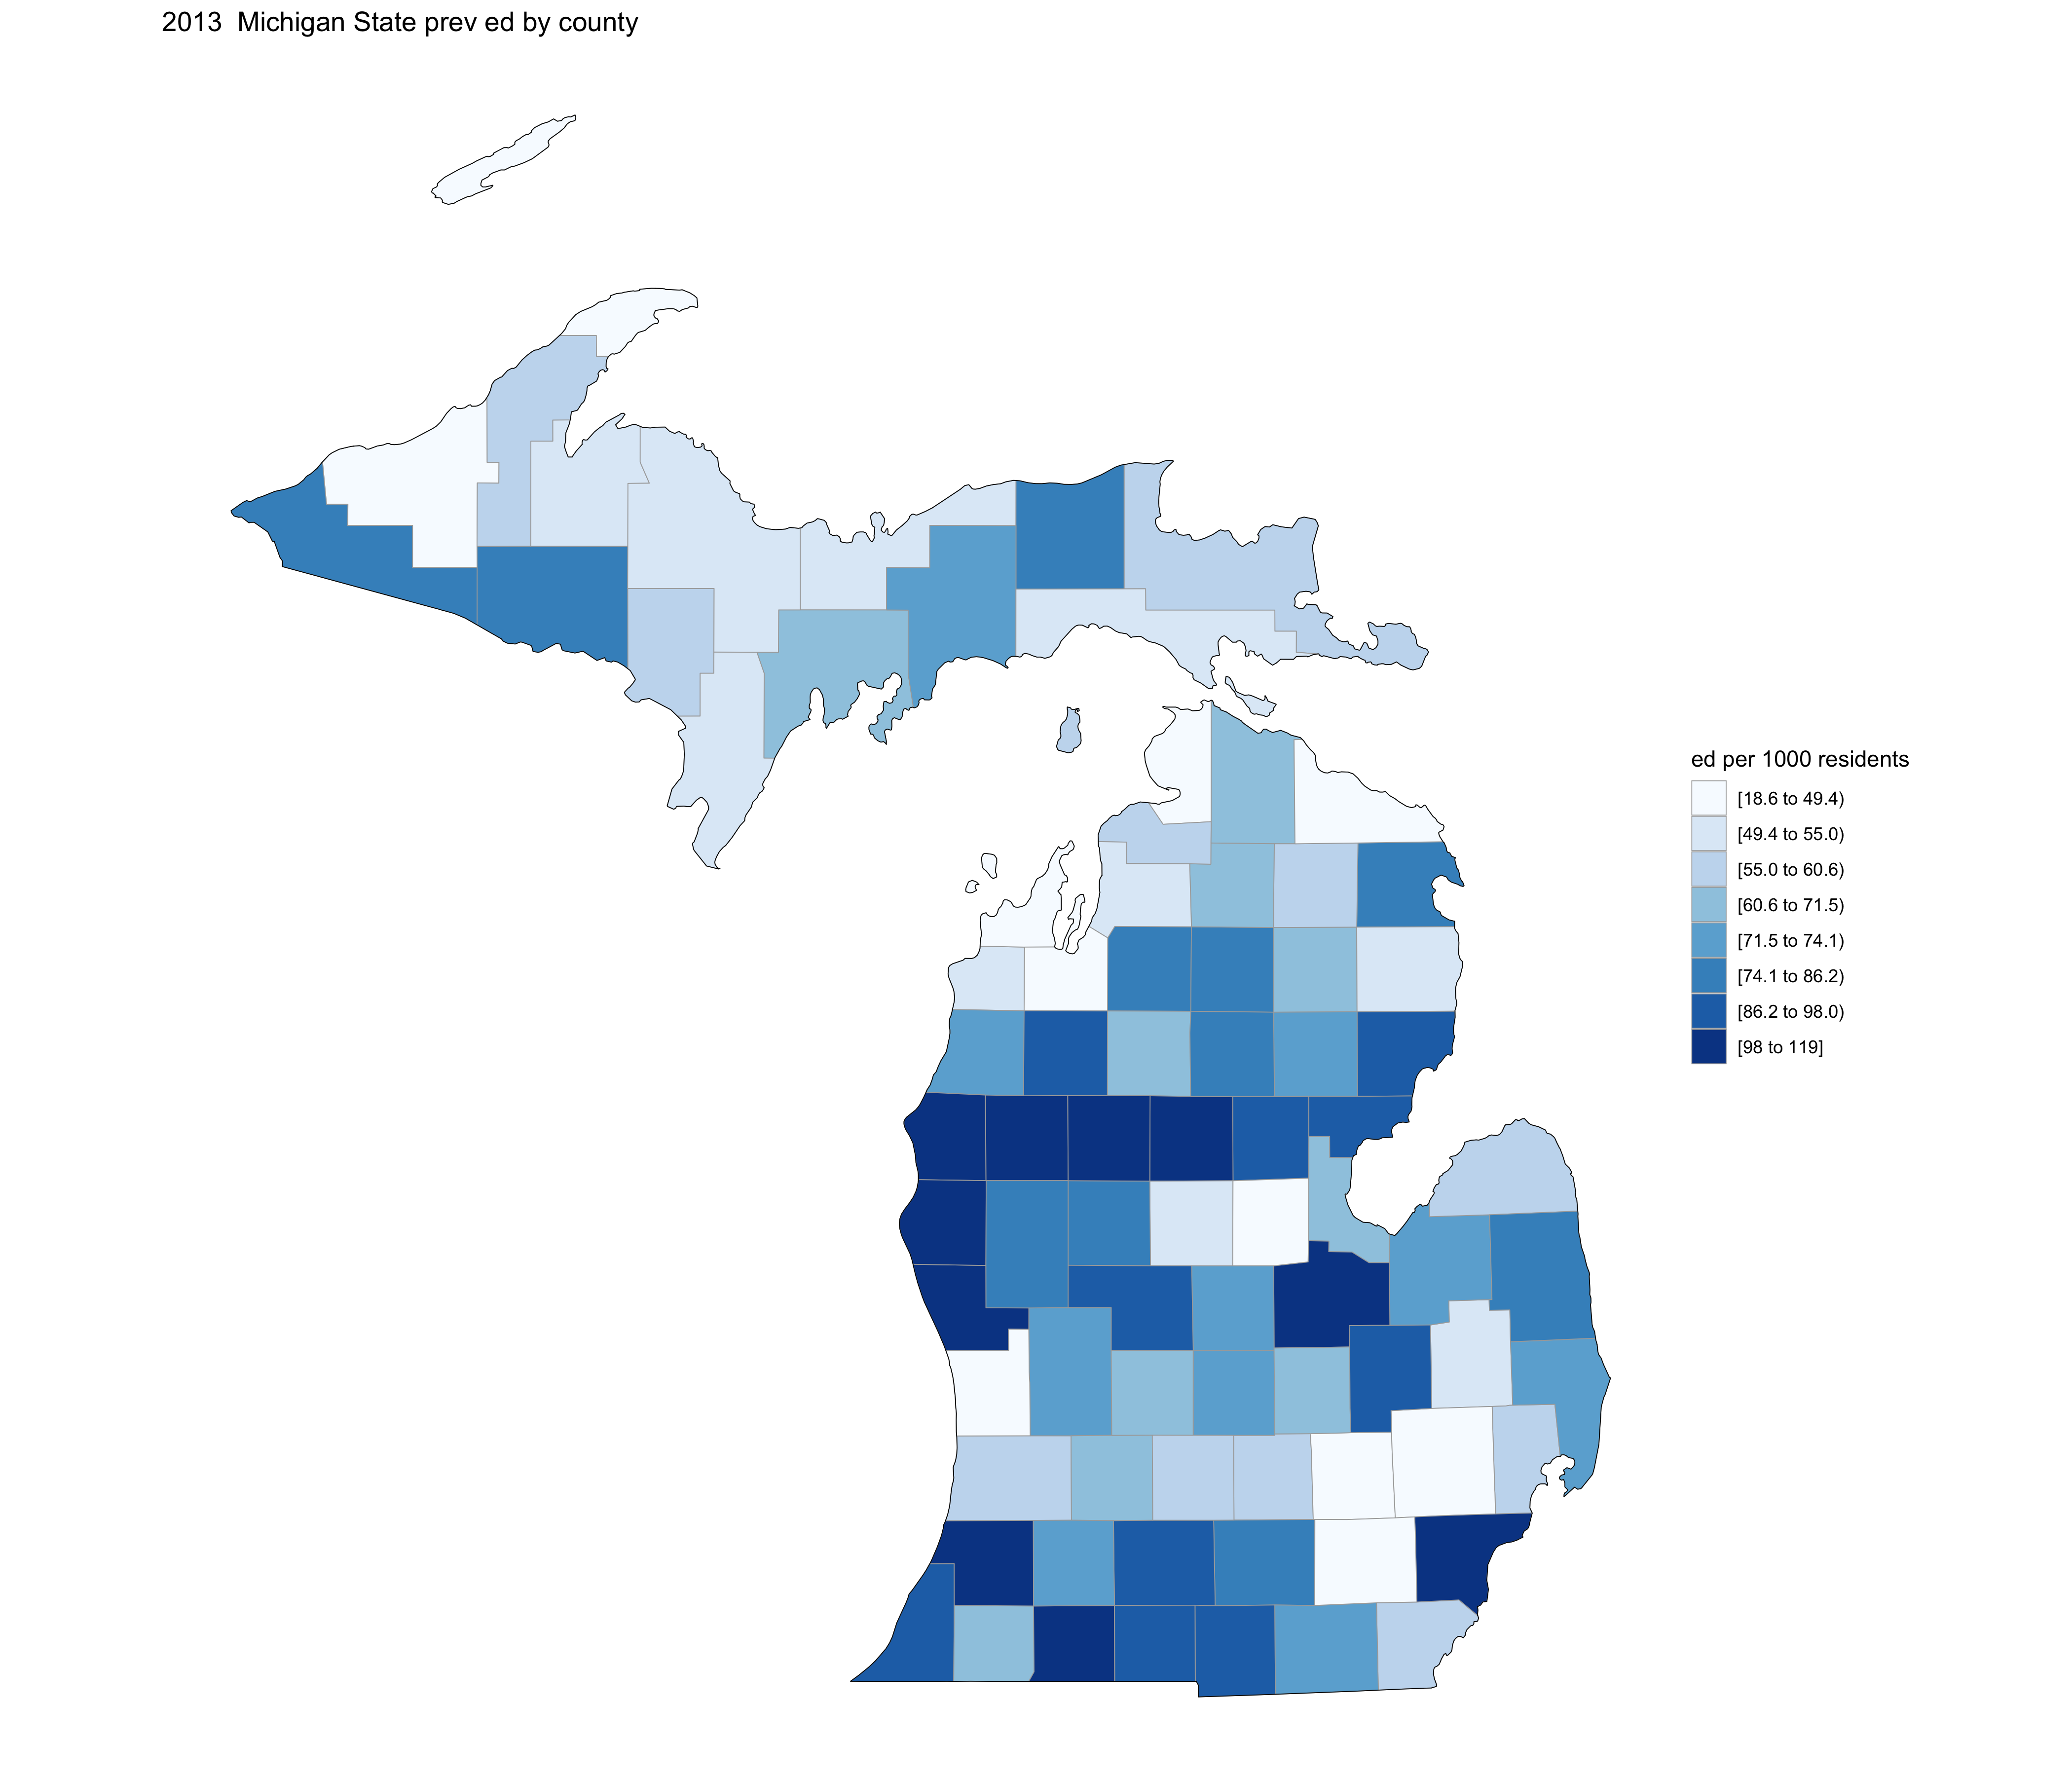 2013  Michigan State prev ed by county
ed per 1000 residents
[18.6 to 49.4)
[49.4 to 55.0)
[55.0 to 60.6)
[60.6 to 71.5)
[71.5 to 74.1)
[74.1 to 86.2)
[86.2 to 98.0)
[98 to 119]